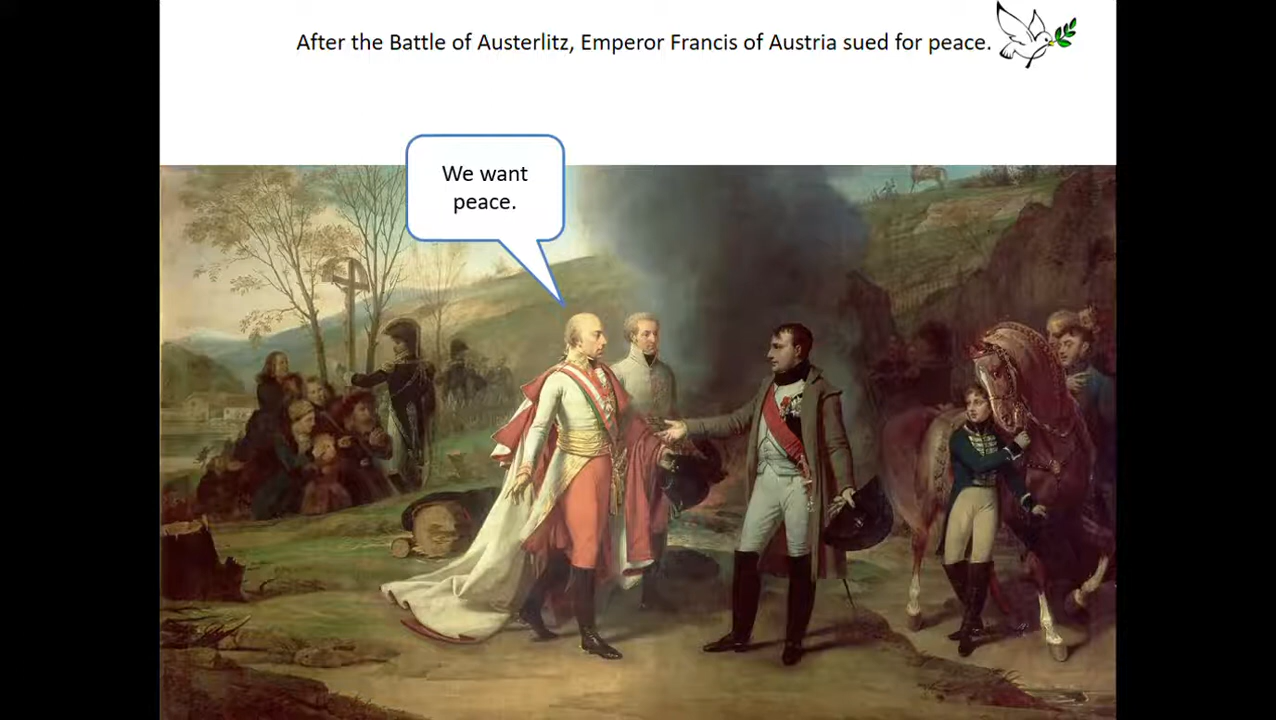 After the Battle of Austerlitz, Emperor Francis of Austria sued for peace.
We want
peace.